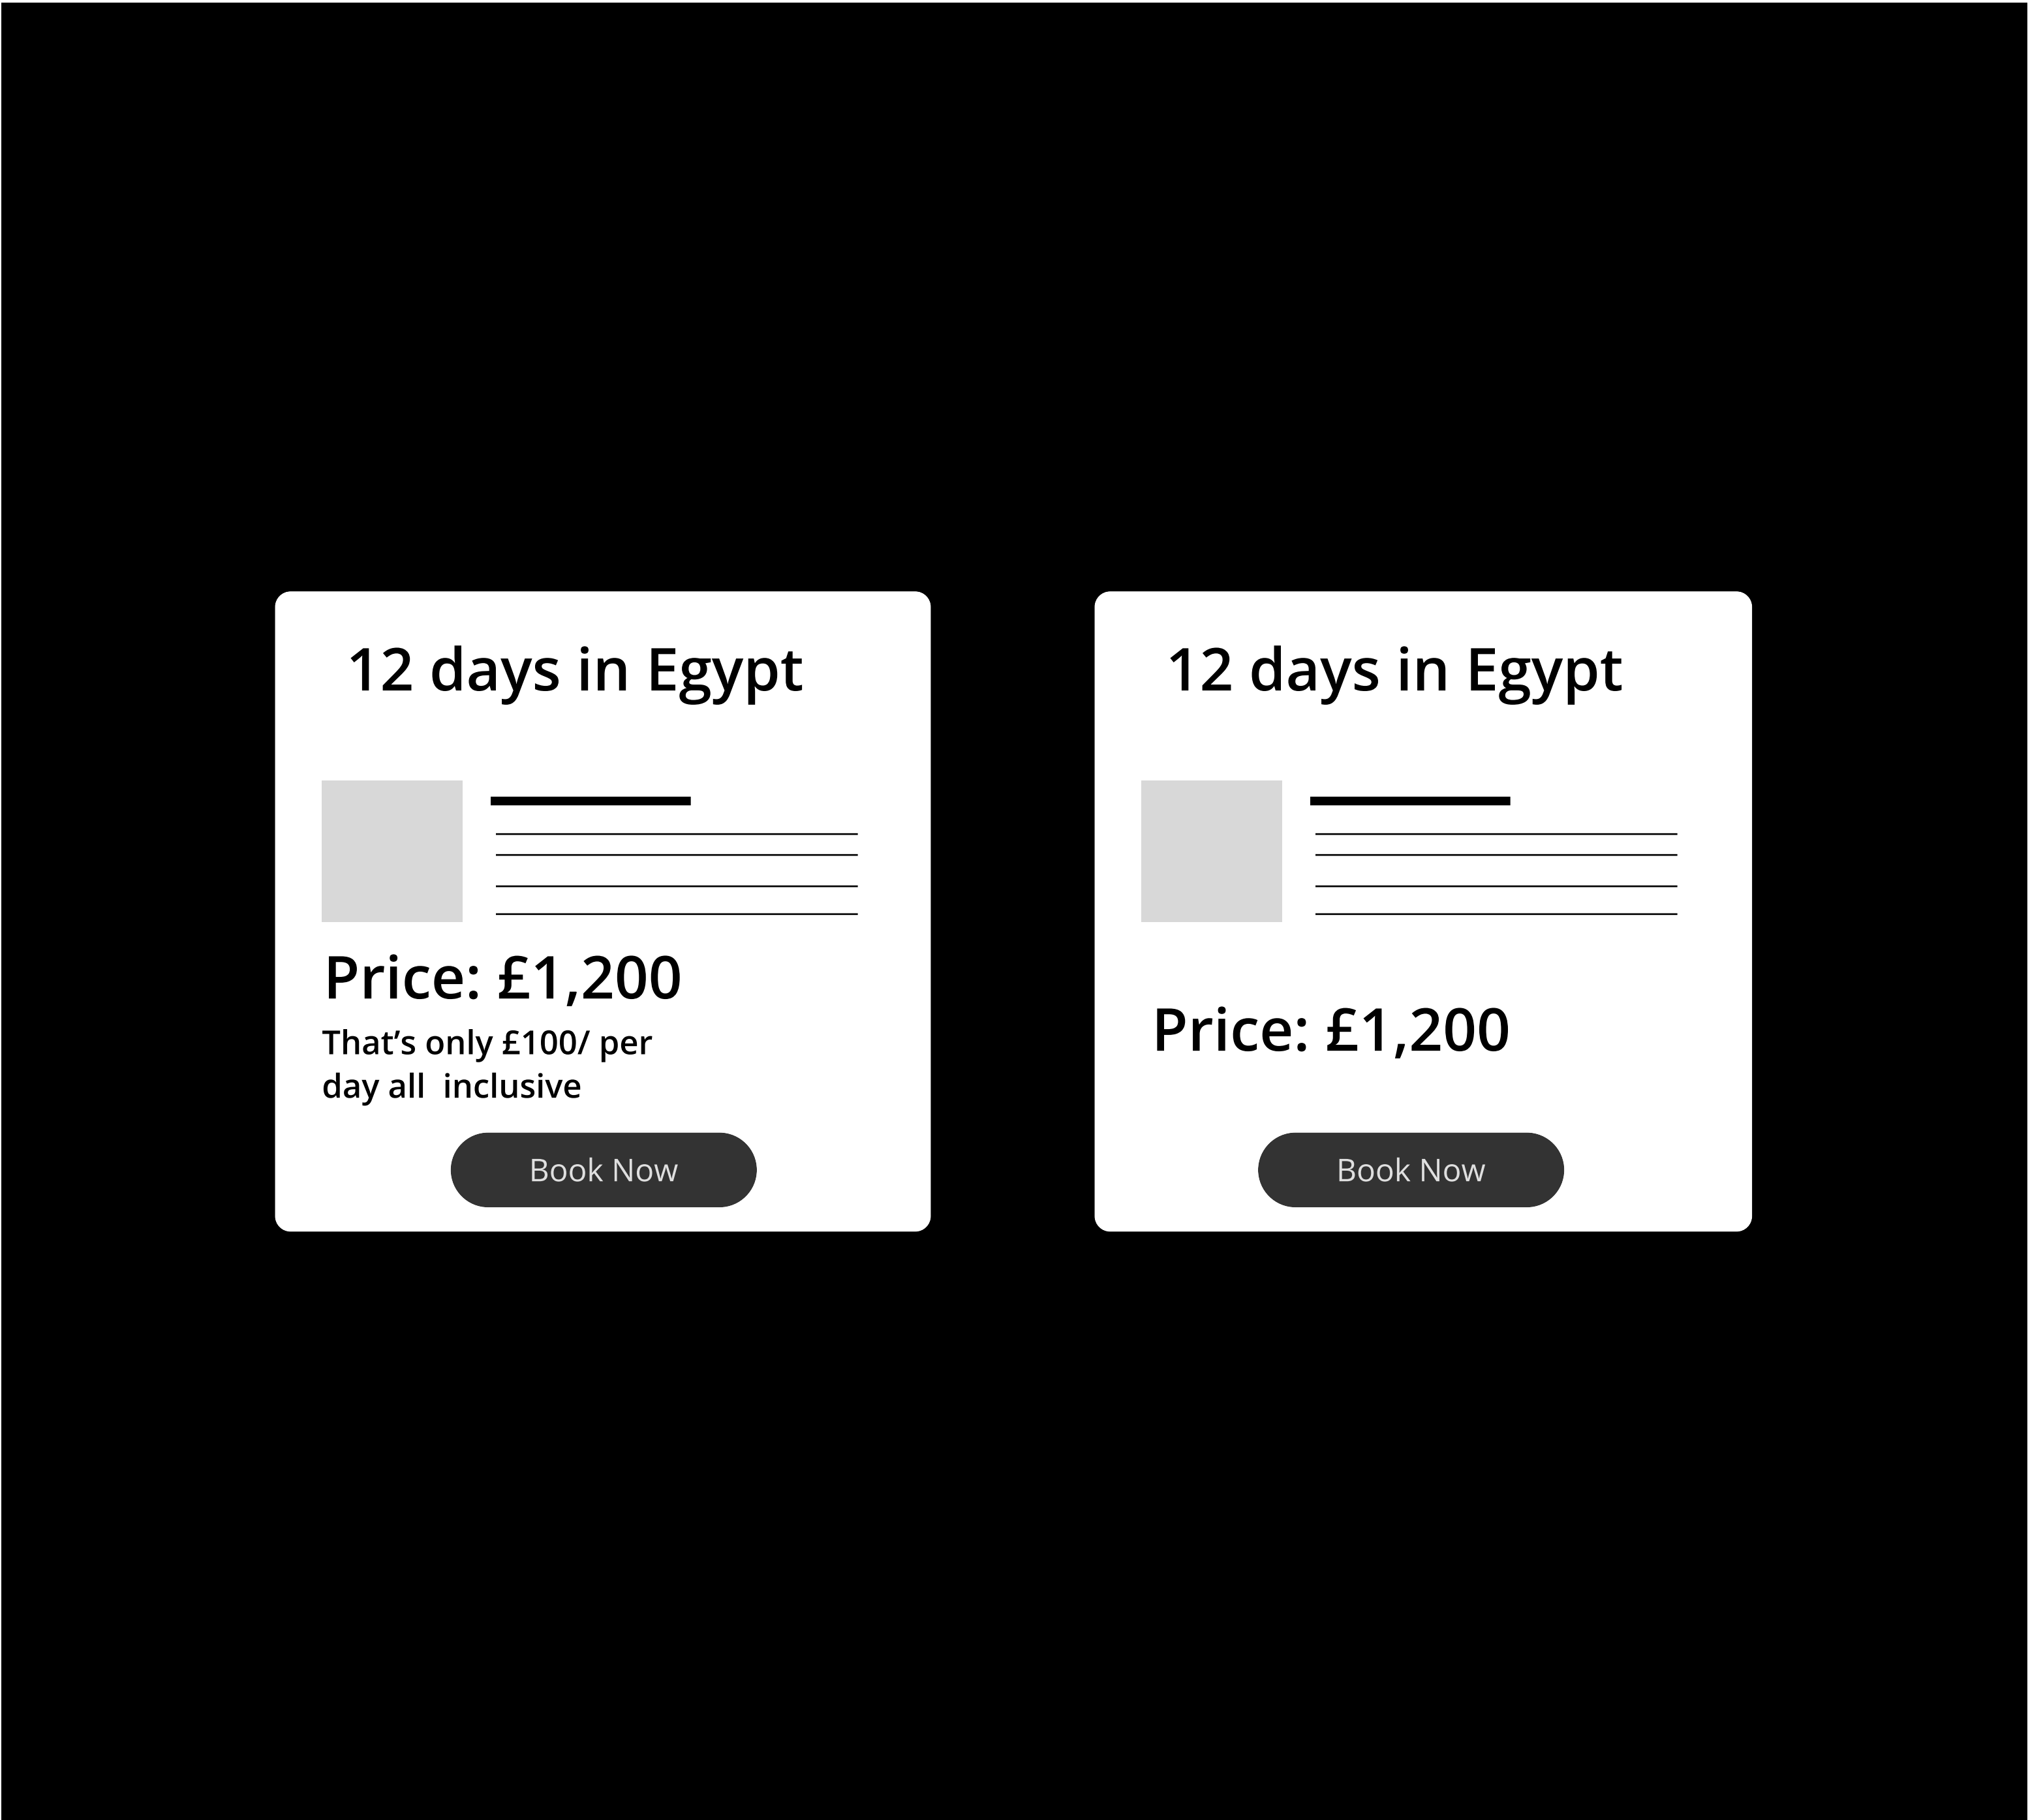 12 days in Egypt
Price: £1,200
That's only £100/ per
day all  inclusive
Book Now
12 days in Egypt
Price: £1,200
Book Now